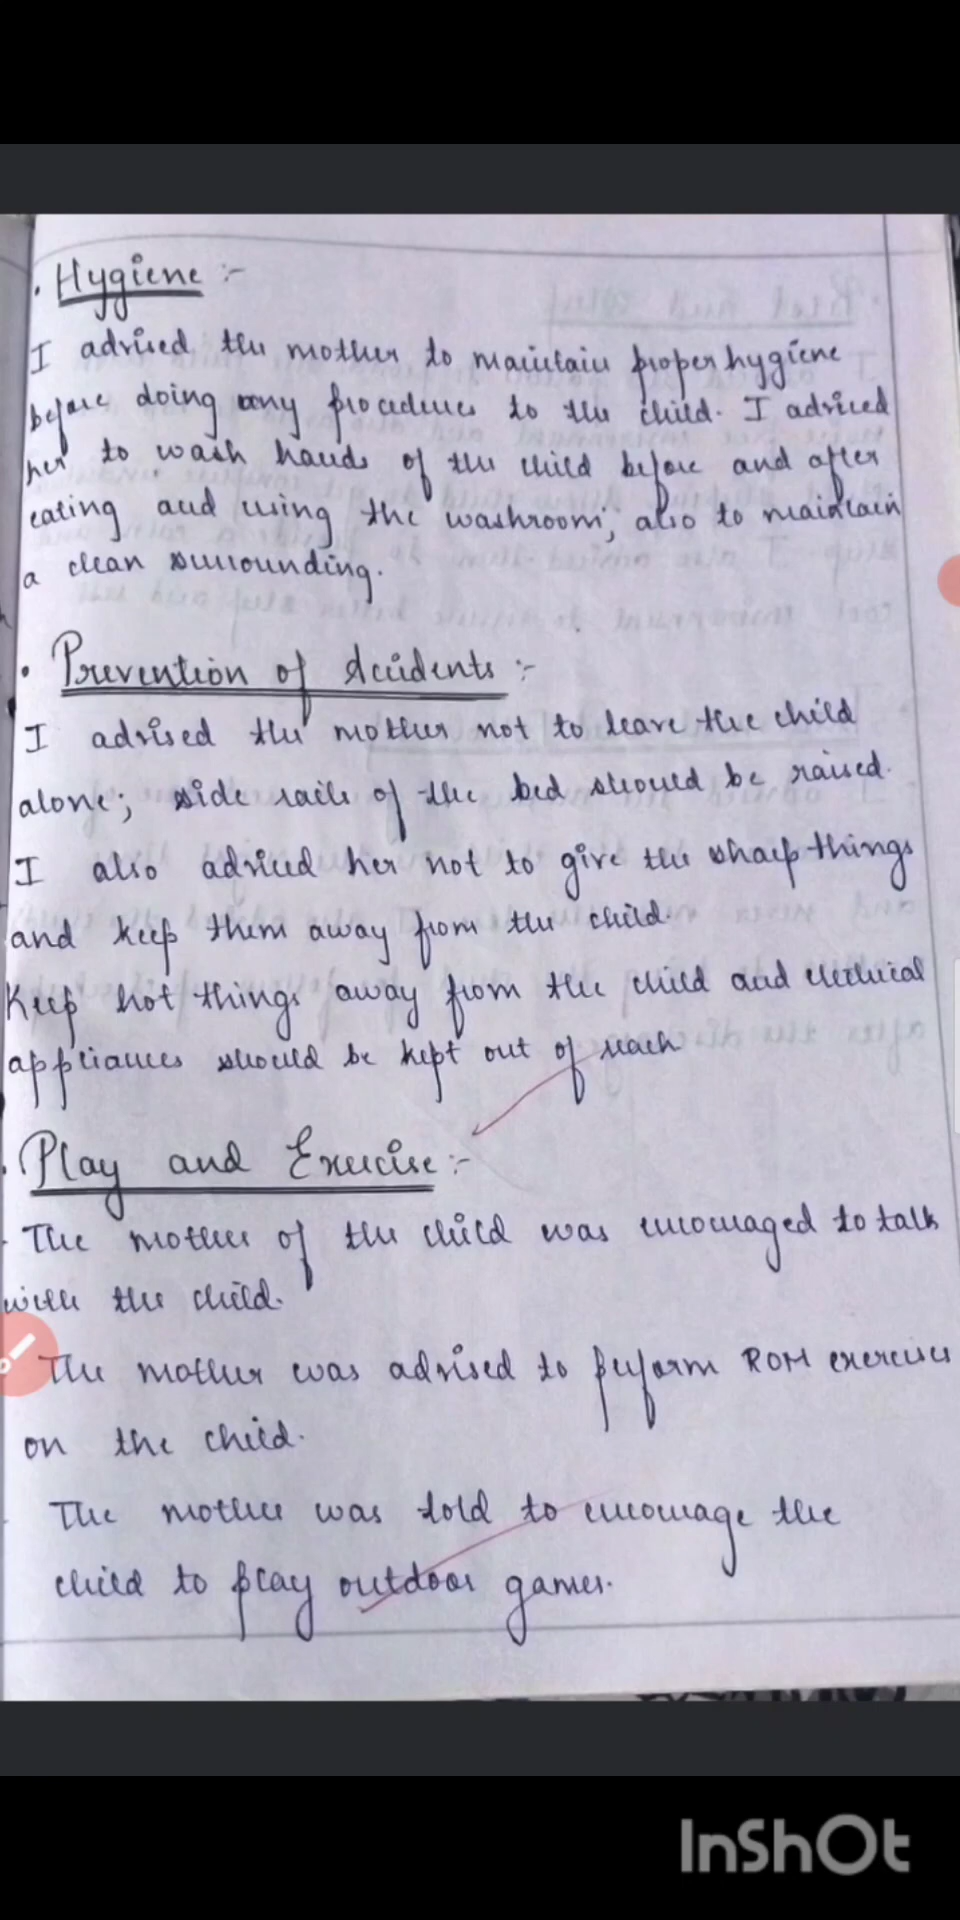 . Hygiene :-
I advised the mother to maintain proper hygiene
before doing any procedures to the child. I adviced
her to wash hands of the child before and after
eating and using the washroom, also to maintain
a clean surrounding.
• Prevention of Accidents :-
I advised the mother not to leave the child
alone; side rails of the bed should be raised.
I also adviced her not to give the sharp things
and keep them away from the child.
Keep hot things away from the child and electrical
appliances should be kept out of reach
. Play and Exercise :-
- The mother of the child was encouraged to talk
with the child.
The mother was advised to perform ROM exercises
on the child.
- The mother was told to encourage the
child to play outdoor games.
InShOt